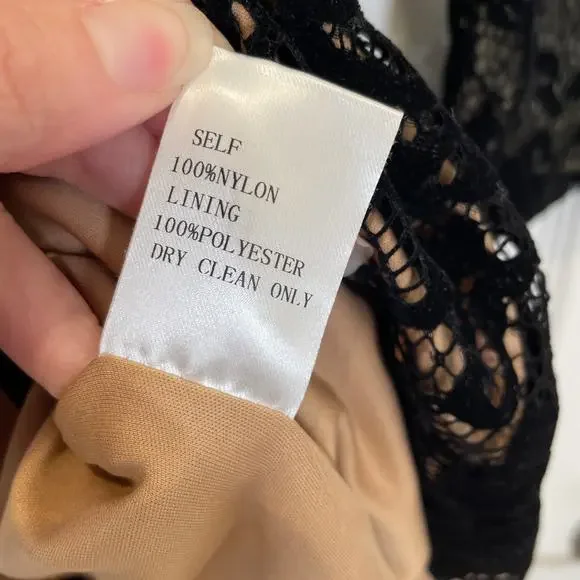 SELF
100%NYLON
LINING
100%POLYESTER
DRY CLEAN ONLY